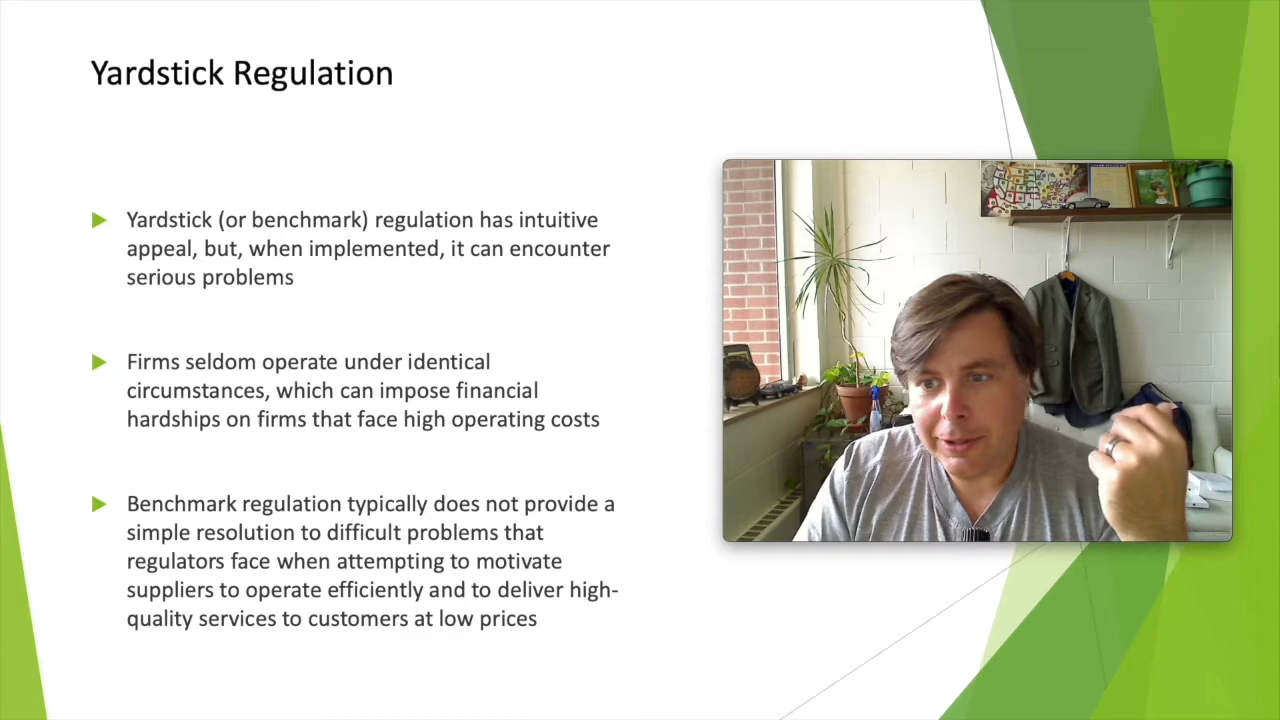 Yardstick Regulation
Yardstick (or benchmark) regulation has intuitive
appeal, but, when implemented, it can encounter
serious problems
Firms seldom operate under identical
circumstances, which can impose financial
hardships on firms that face high operating costs
Benchmark regulation typically does not provide a
simple resolution to difficult problems that
regulators face when attempting to motivate
suppliers to operate efficiently and to deliver high-
quality services to customers at low prices